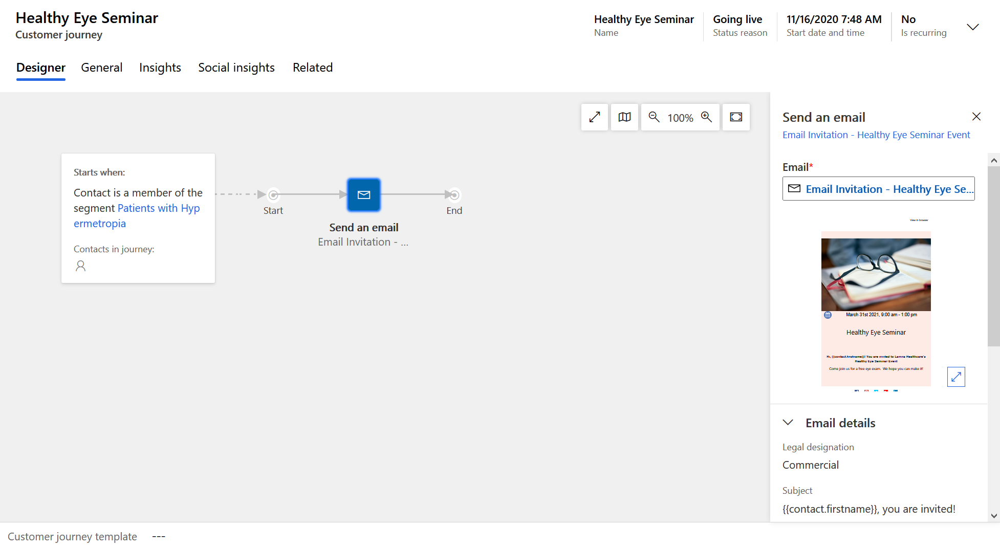 Healthy Eye Seminar
Customer journey
Healthy Eye Seminar
Name
Going live
Status reason
11/16/2020 7:48 AM
Start date and time
No
Is recurring
Designer
General
Insights
Social insights
Related
100%
Starts when:
Contact is a member of the
segment Patients with Hyp
ermetropia
Contacts in journey:
Start
Send an email
Email Invitation - ...
End
Send an email
Email Invitation - Healthy Eye Seminar Event
Email*
Email Invitation - Healthy Eye Se...
View in browser
March 31st 2021, 9:00 am - 1:00 pm
Healthy Eye Seminar
Hi, {{contact.firstname}}! You are invited to Lamna Healthcare's
Healthy Eye Seminar Event
Come join us for a free eye exam. We hope you can make it!
Email details
Legal designation
Commercial
Subject
{{contact.firstname}}, you are invited!
Customer journey template
---